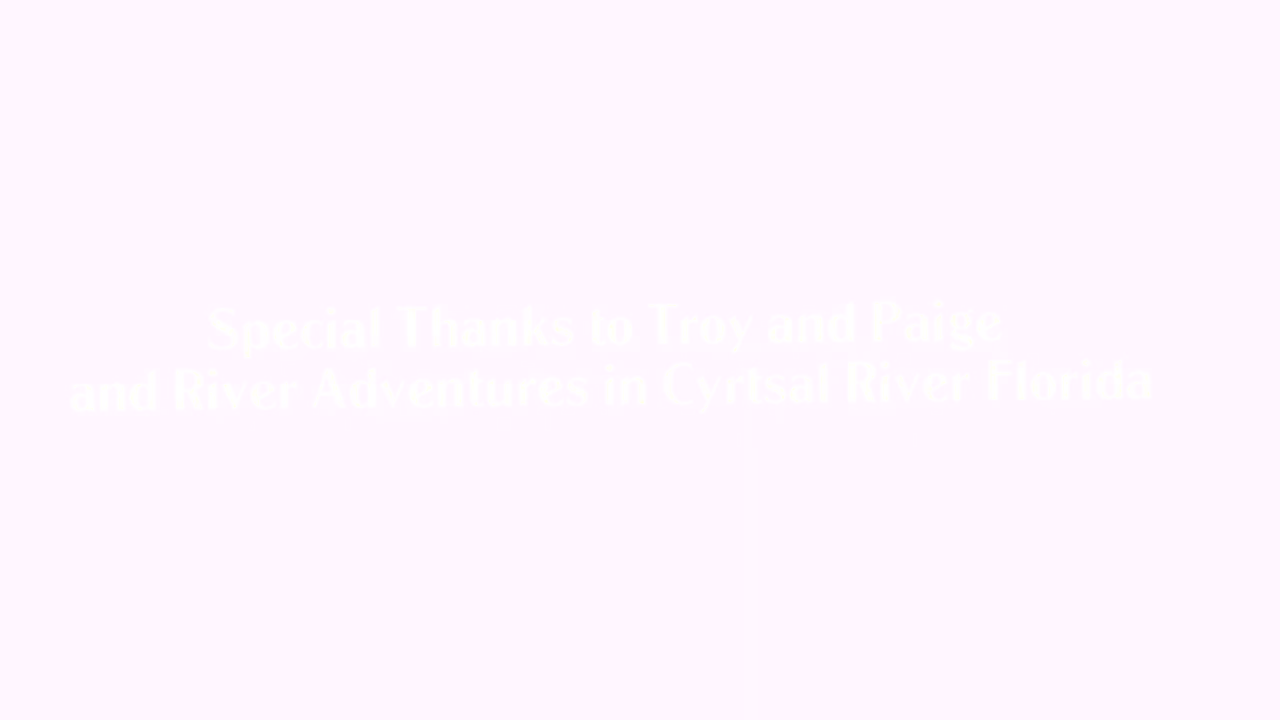 Special Thanks to Troy and Paige
and River Adventures in Cyrtsal River Florida